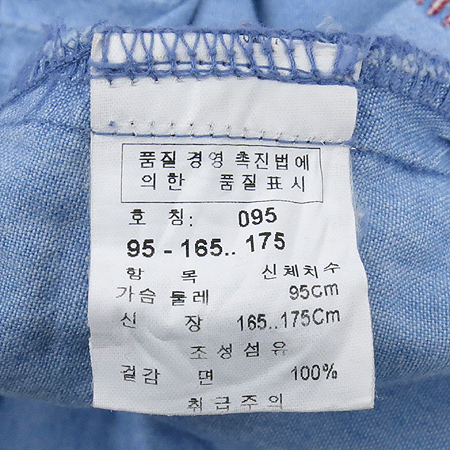 품질 경영 촉진법에
의한 품질표시
호 칭: 095
95 - 165.. 175
항 목 신체치수
가슴 둘레 95cm
신 장 165..175Cm
조성섬유
겉감 면 100%
취급주의